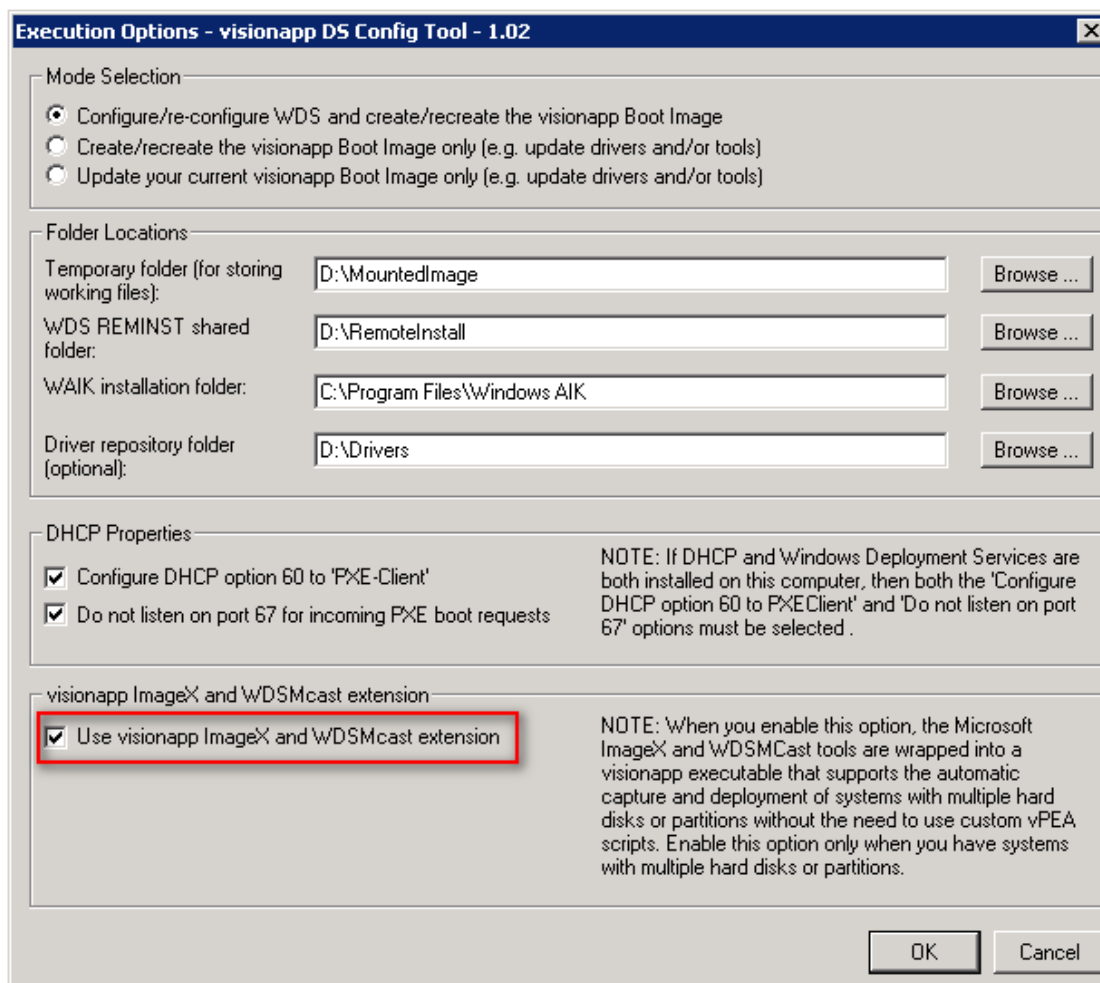 Execution Options - visionapp DS Config Tool - 1.02
Mode Selection
Configure/re-configure WDS and create/recreate the visionapp Boot Image
Create/recreate the visionapp Boot Image only (e.g. update drivers and/or tools)
Update your current visionapp Boot Image only (e.g. update drivers and/or tools)
Folder Locations
Temporary folder (for storing
working files):
D:\MountedImage
Browse ...
WDS REMINST shared
folder:
D:\RemoteInstall
Browse ...
WAIK installation folder:
C:\Program Files\Windows AIK
Browse ...
Driver repository folder
(optional):
D:\Drivers
Browse ...
DHCP Properties
Configure DHCP option 60 to 'PXE-Client'
Do not listen on port 67 for incoming PXE boot requests
NOTE: If DHCP and Windows Deployment Services are
both installed on this computer, then both the 'Configure
DHCP option 60 to PXEClient' and 'Do not listen on port
67' options must be selected .
visionapp ImageX and WDSMcast extension
Use visionapp ImageX and WDSMcast extension
NOTE: When you enable this option, the Microsoft
ImageX and WDSMCast tools are wrapped into a
visionapp executable that supports the automatic
capture and deployment of systems with multiple hard
disks or partitions without the need to use custom vPEA
scripts. Enable this option only when you have systems
with multiple hard disks or partitions.
OK
Cancel